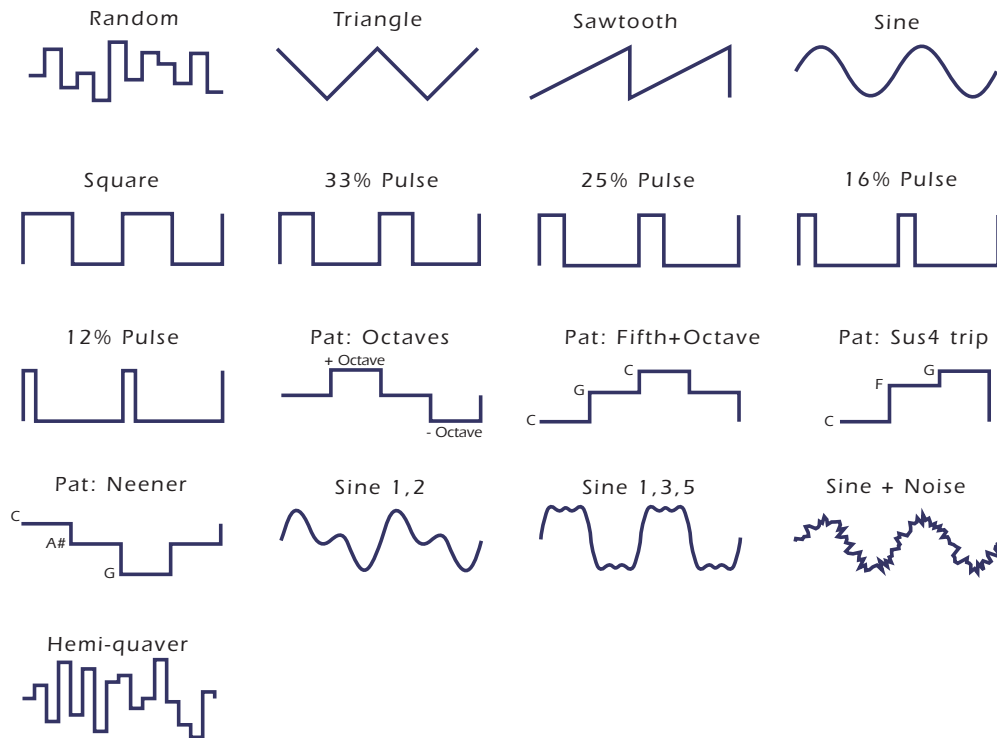 Random
Triangle
Sawtooth
Sine
Square
33% Pulse
25% Pulse
16% Pulse
12% Pulse
Pat: Octaves
+ Octave
- Octave
Pat: Fifth+Octave
C
G
C
Pat: Sus4 trip
G
F
C
Pat: Neener
C
A#
G
Sine 1,2
Sine 1,3,5
Sine + Noise
Hemi-quaver